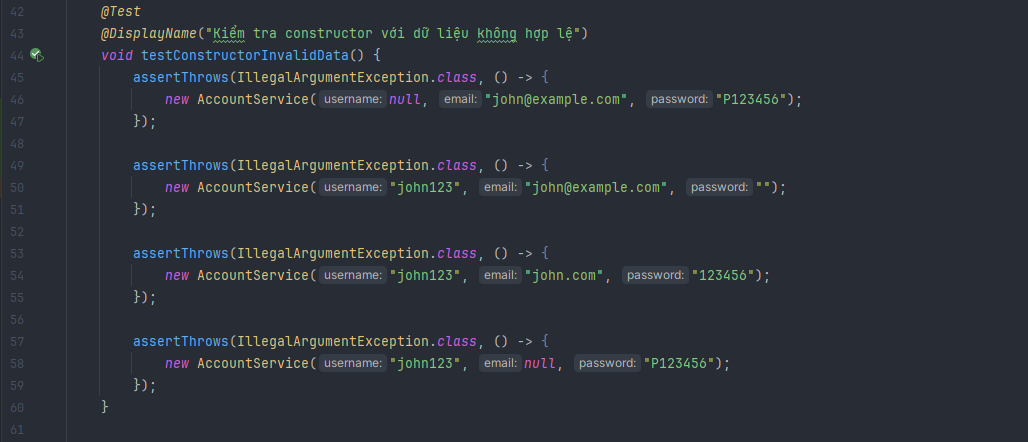 42 @Test
43 @DisplayName("Kiểm tra constructor với dữ liệu không hợp lệ")
44 void testConstructorInvalidData() {
45 assertThrows(IllegalArgumentException.class, () -> {
46 new AccountService( username: null, email: "john@example.com", password: "P123456");
47 });
48
49 assertThrows(IllegalArgumentException.class, () -> {
50 new AccountService( username: "john123", email: "john@example.com", password: "");
51 });
52
53 assertThrows(IllegalArgumentException.class, () -> {
54 new AccountService( username: "john123", email: "john.com", password: "123456");
55 });
56
57 assertThrows(IllegalArgumentException.class, () -> {
58 new AccountService( username: "john123", email: null, password: "P123456");
59 });
60 }
61